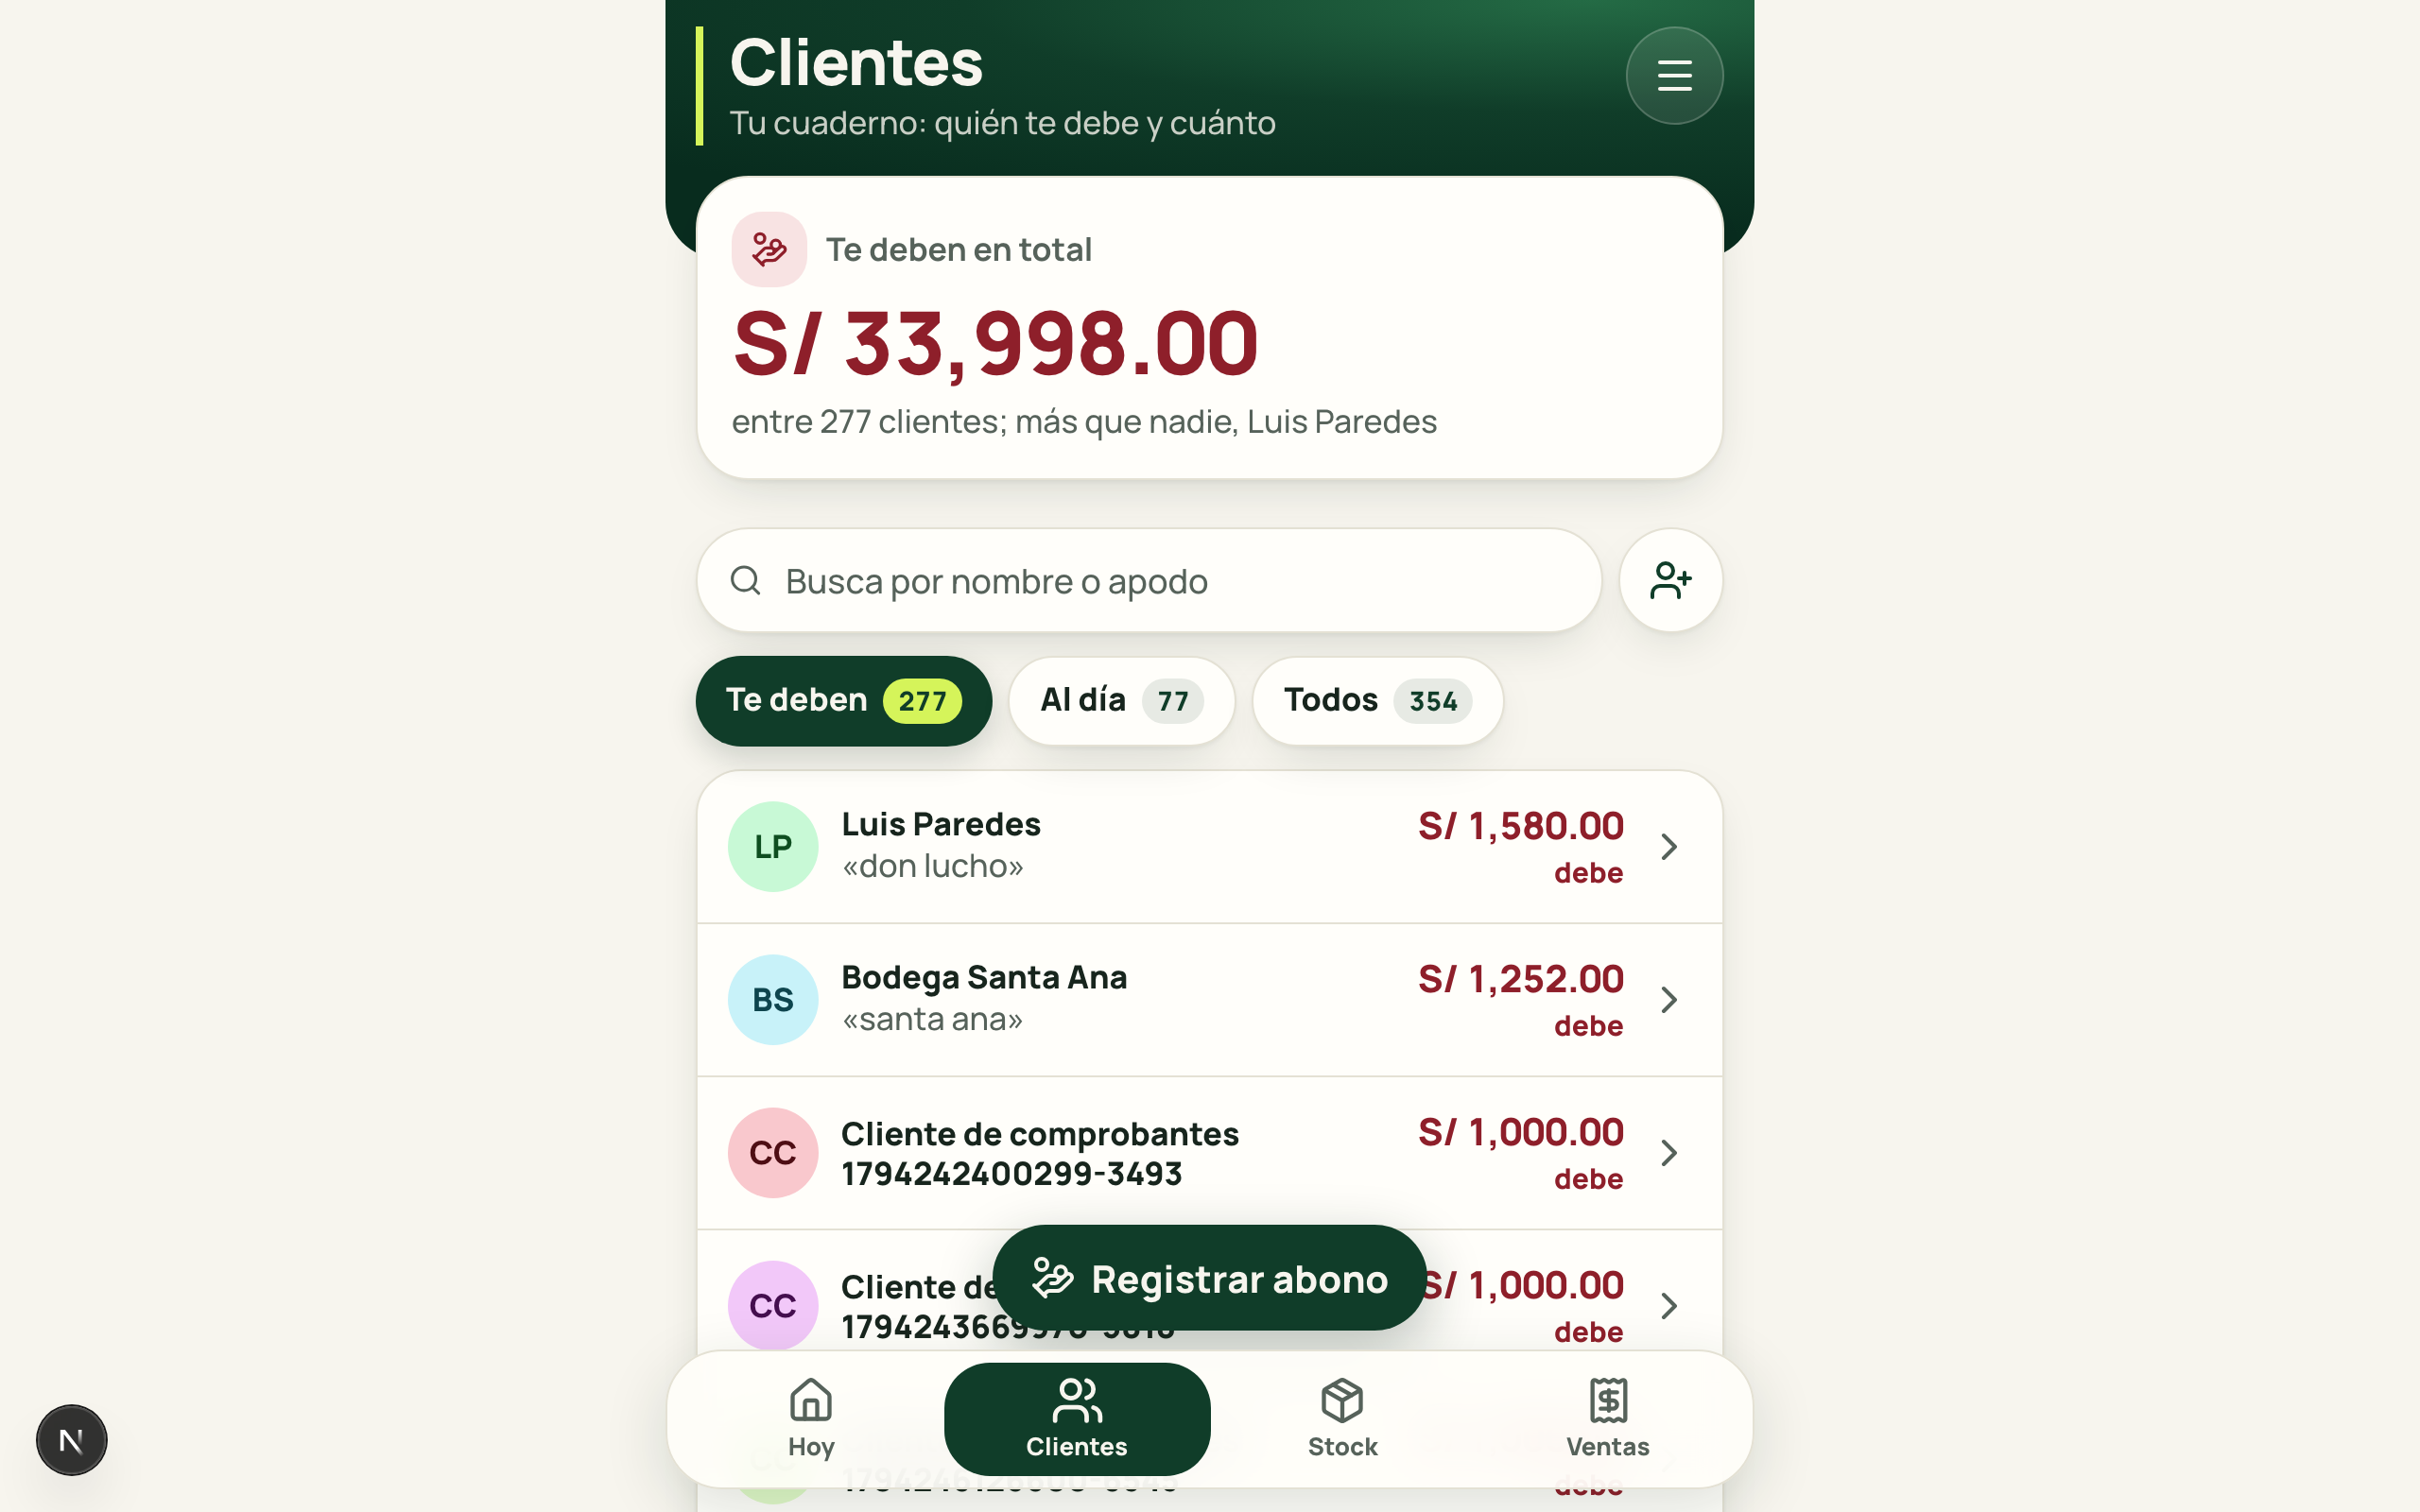 Clientes
Tu cuaderno: quién te debe y cuánto
Te deben en total
S/ 33,998.00
entre 277 clientes; más que nadie, Luis Paredes
Busca por nombre o apodo
Te deben 277
Al día 77
Todos 354
LP
Luis Paredes
«don lucho»
S/ 1,580.00
debe
BS
Bodega Santa Ana
«santa ana»
S/ 1,252.00
debe
CC
Cliente de comprobantes
1794242400299-3493
S/ 1,000.00
debe
CC
Cliente de
S/ 1,000.00
debe
Registrar abono
Hoy
Clientes
Stock
Ventas
debe
N